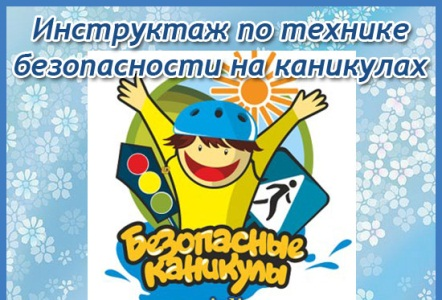 Инструктаж по технике
безопасности на каникулах
Безопасные
каникулы